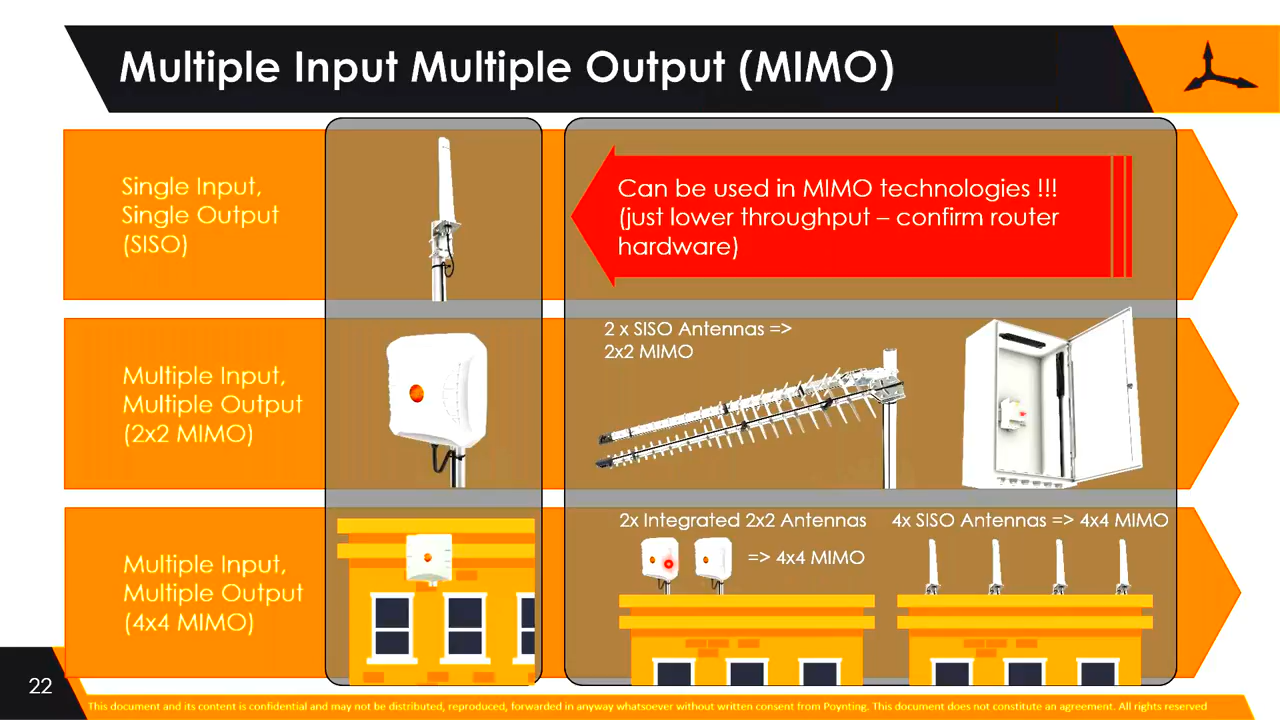 Multiple Input Multiple Output (MIMO)
Single Input,
Single Output
(SISO)
Can be used in MIMO technologies !!!
(just lower throughput – confirm router
hardware)
Multiple Input,
Multiple Output
(2x2 MIMO)
2 x SISO Antennas =>
2x2 MIMO
Multiple Input,
Multiple Output
(4x4 MIMO)
2x Integrated 2x2 Antennas
=> 4x4 MIMO
4x SISO Antennas => 4x4 MIMO
22
This document and its content is confidential and may not be distributed, reproduced, forwarded in anyway whatsoever without written consent from Poynting. This document does not constitute an agreement. All rights reserved